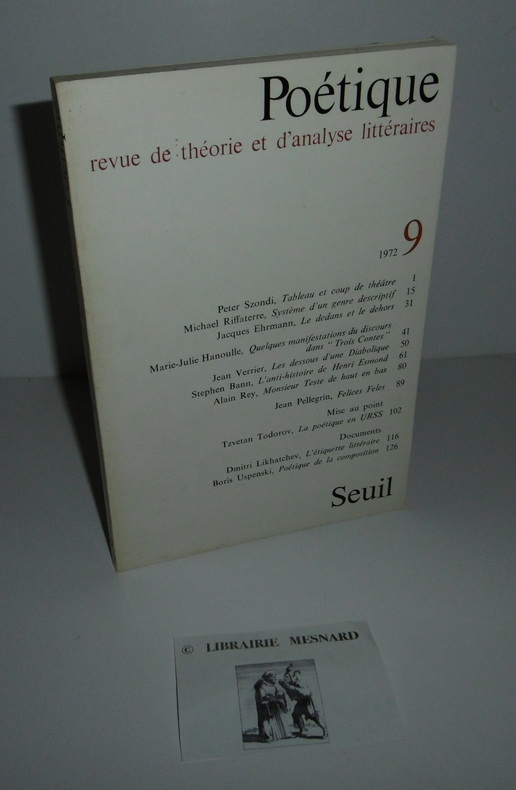 Poétique
revue de théorie et d'analyse littéraires
1972 9
Peter Szondi, Tableau et coup de théâtre 1
Michael Riffaterre, Système d'un genre descriptif 15
Jacques Ehrmann, Le dedans et le dehors 31
Marie-Julie Hanoulle, Quelques manifestations du discours
dans "Trois Contes" 41
Jean Verrier, Les dessous d'une Diabolique 50
Stephen Bann, L'anti-histoire de Henri Esmond 61
Alain Rey, Monsieur Teste de haut en bas 80
Jean Pellegrin, Felices Feles 89
Mise au point
Tzvetan Todorov, La poétique en URSS 102
Documents
Dmitri Likhatchev, L'étiquette littéraire 116
Boris Uspenski, Poétique de la composition 126
Seuil
© LIBRAIRIE MESNARD